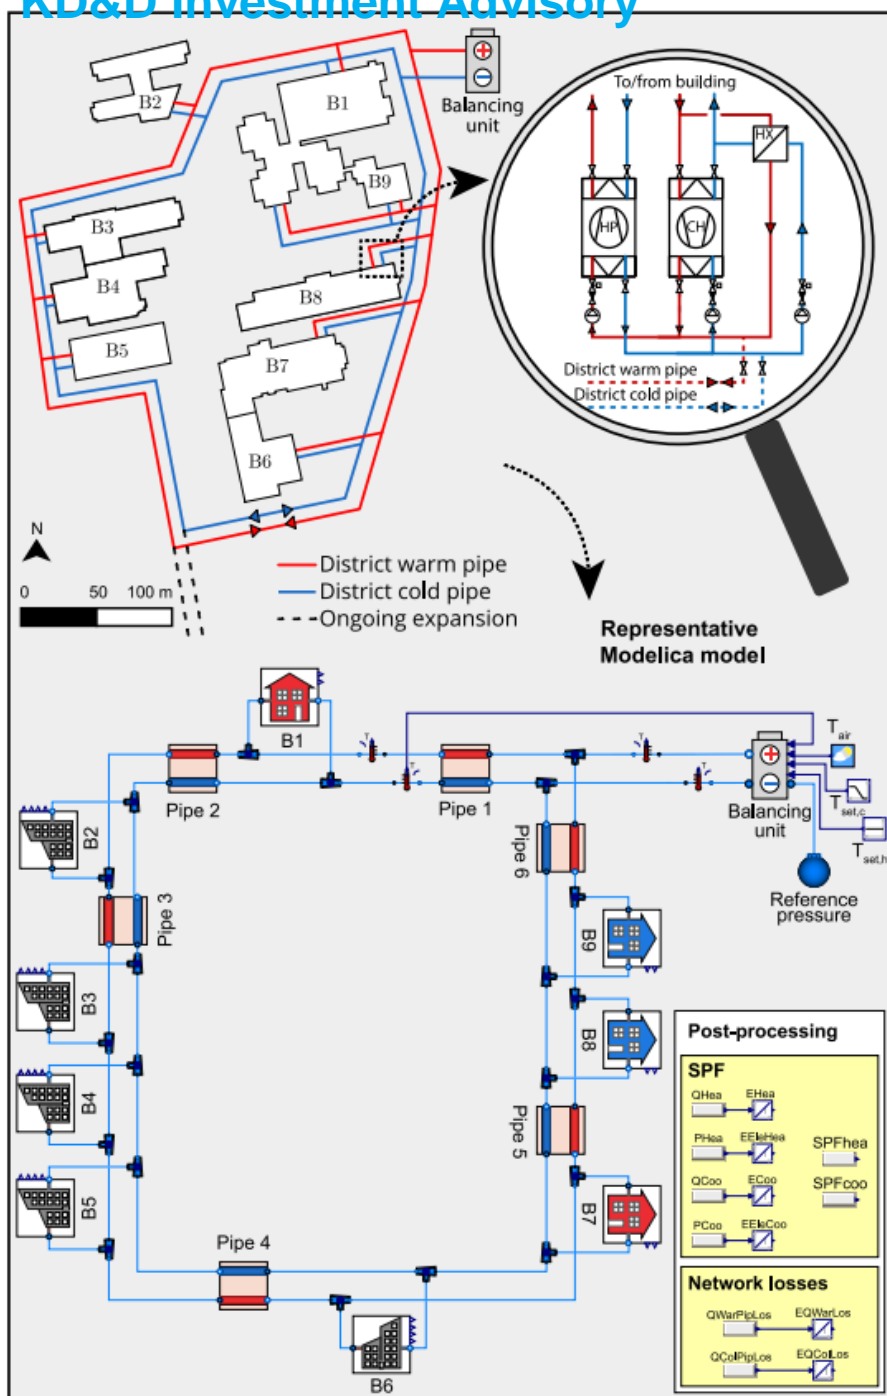 KD&D Investment Advisory
B2
B1
Balancing
unit
To/from building
HX
HP
CH
District warm pipe
District cold pipe
B9
B3
B4
B5
B8
B7
B6
N
0 50 100 m
District warm pipe
District cold pipe
Ongoing expansion
Representative
Modelica model
B1
Pipe 2
Pipe 1
T
T
T
T
Tair
Tset,c
Tset,h
Balancing
unit
Reference
pressure
B2
Pipe 3
Pipe 6
B9
B3
B8
B4
Pipe 5
B5
B7
Pipe 4
B6
Post-processing
SPF
QHea EHea
PHea EEleHea
SPFhea
QCoo ECoo
SPFcoo
PCoo EEleCoo
Network losses
QWarPipLos EQWarLos
QColPipLos EQColLos